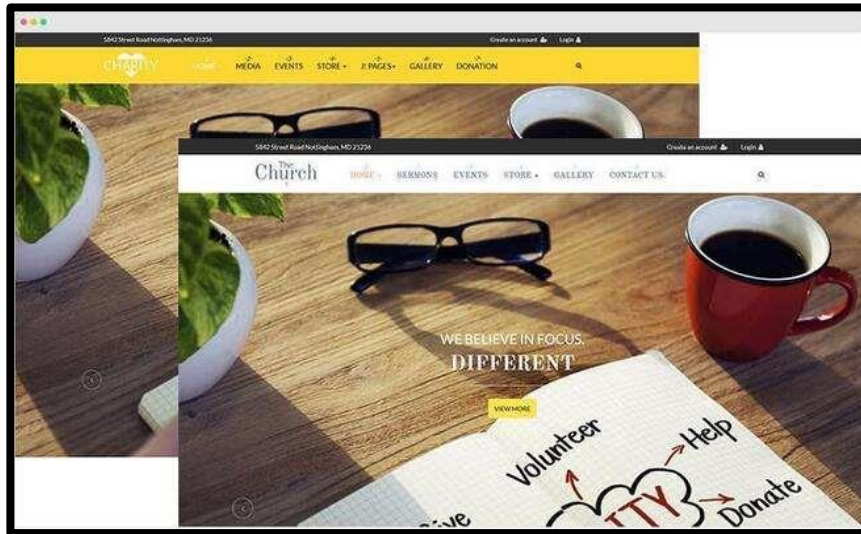 5842 Street Road Nottingham, MD 21236
Create an account
Login
CHARITY
HOME
MEDIA
EVENTS
STORE
J! PAGES
GALLERY
DONATION
5842 Street Road Nottingham, MD 21236
Create an account
Login
The
Church
HOME
SERMONS
EVENTS
STORE
GALLERY
CONTACT US
WE BELIEVE IN FOCUS.
DIFFERENT
VIEW MORE
Volunteer
Help
Donate